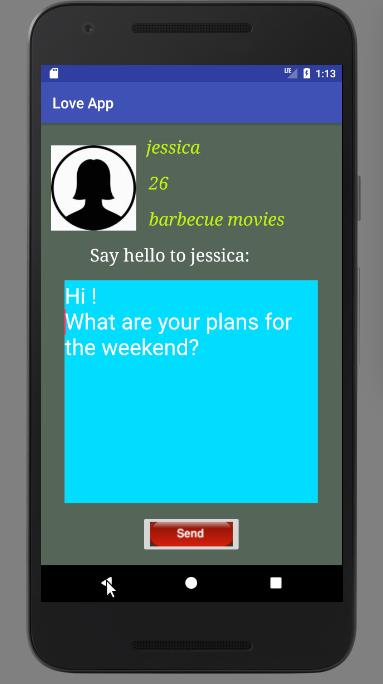 LTE 1:13
Love App
jessica
26
barbecue movies
Say hello to jessica:
Hi !
What are your plans for
the weekend?
Send